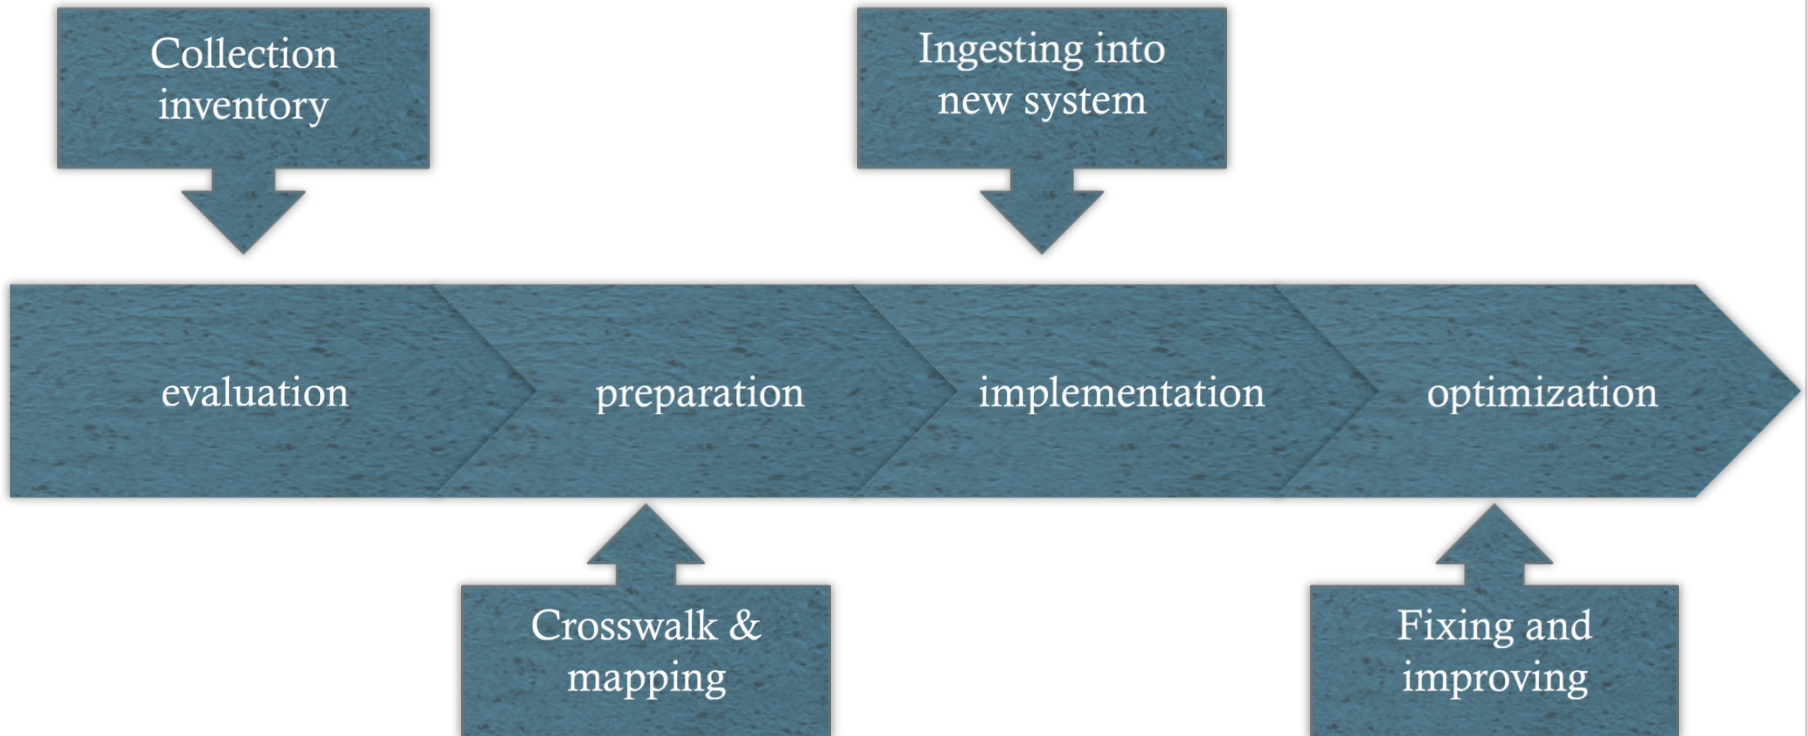 Collection
inventory
Ingesting into
new system
evaluation
preparation
implementation
optimization
Crosswalk &
mapping
Fixing and
improving